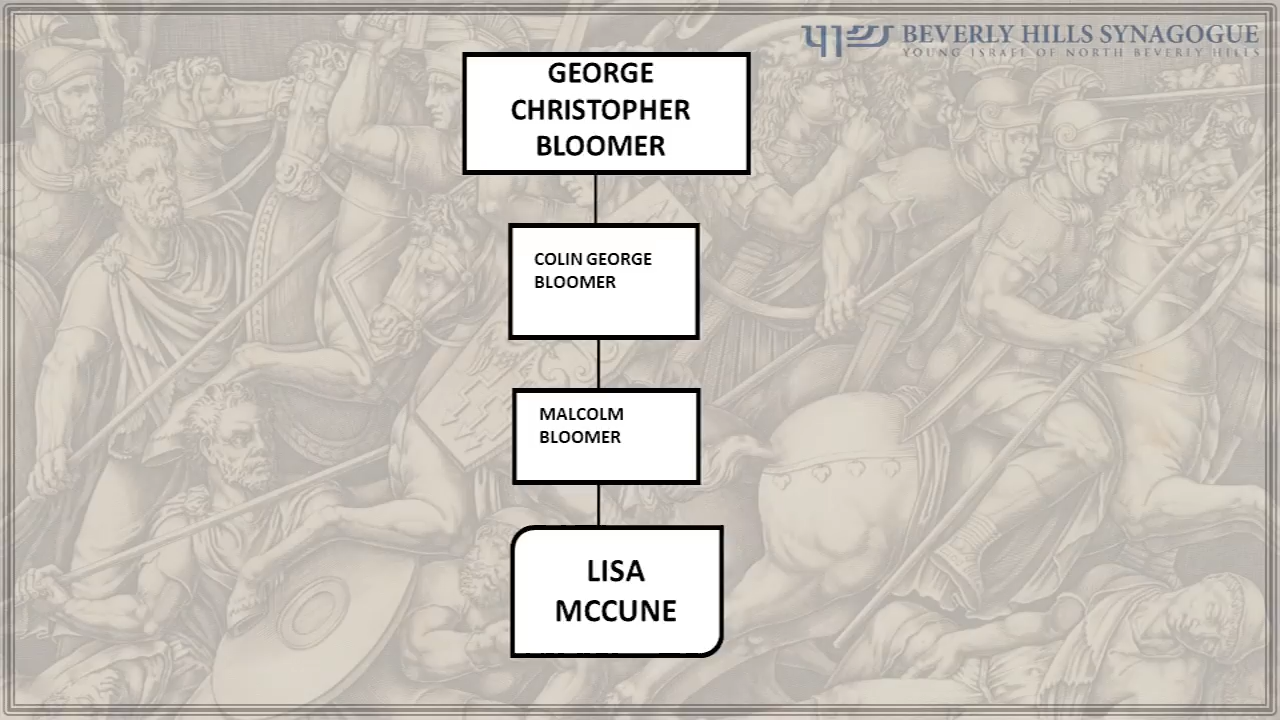 BEVERLY HILLS SYNAGOGUE
YOUNG ISRAEL OF NORTH BEVERLY HILLS
GEORGE
CHRISTOPHER
BLOOMER
COLIN GEORGE
BLOOMER
MALCOLM
BLOOMER
LISA
MCCUNE